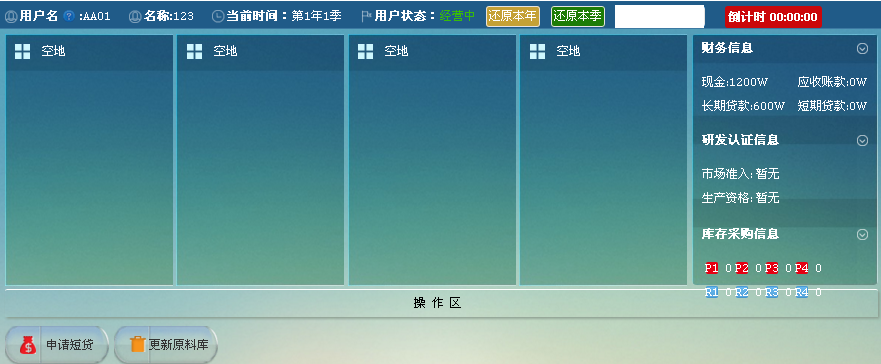 用户名 :AA01 名称:123 当前时间：第1年1季 用户状态：经营中 还原本年 还原本季 倒计时 00:00:00
空地 空地 空地 空地
财务信息
现金:1200W 应收账款:0W
长期贷款:600W 短期贷款:0W
研发认证信息
市场准入: 暂无
生产资格: 暂无
库存采购信息
P1 0 P2 0 P3 0 P4 0
R1 0 R2 0 R3 0 R4 0
操 作 区
申请短贷 更新原料库